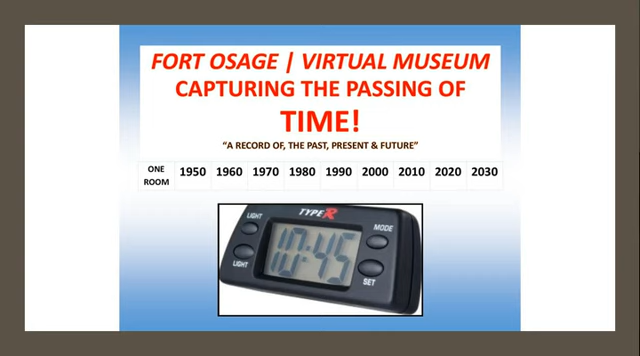 FORT OSAGE | VIRTUAL MUSEUM
CAPTURING THE PASSING OF
TIME!
“A RECORD OF, THE PAST, PRESENT & FUTURE”
ONE ROOM 1950 1960 1970 1980 1990 2000 2010 2020 2030
TYPER
LIGHT
MODE
10:45
LIGHT
SET